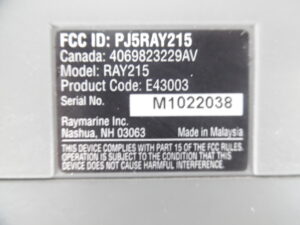 FCC ID: PJ5RAY215
Canada: 4069823229AV
Model: RAY215
Product Code: E43003
Serial No. M1022038
Raymarine Inc.
Nashua, NH 03063 Made in Malaysia
THIS DEVICE COMPLIES WITH PART 15 OF THE FCC
RULES. OPERATION IS SUBJECT TO THE CONDITION
THAT THIS DEVICE DOES NOT CAUSE HARMFUL INTERFERENCE.